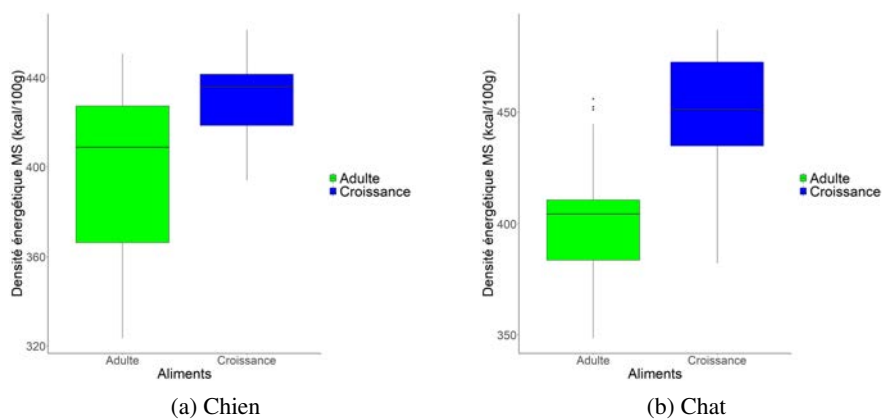 Densité énergétique MS (kcal/100g)
440
400
360
320
Adulte
Croissance
Aliments
Adulte
Croissance
(a) Chien
Densité énergétique MS (kcal/100g)
450
400
350
Adulte
Croissance
Aliments
Adulte
Croissance
(b) Chat